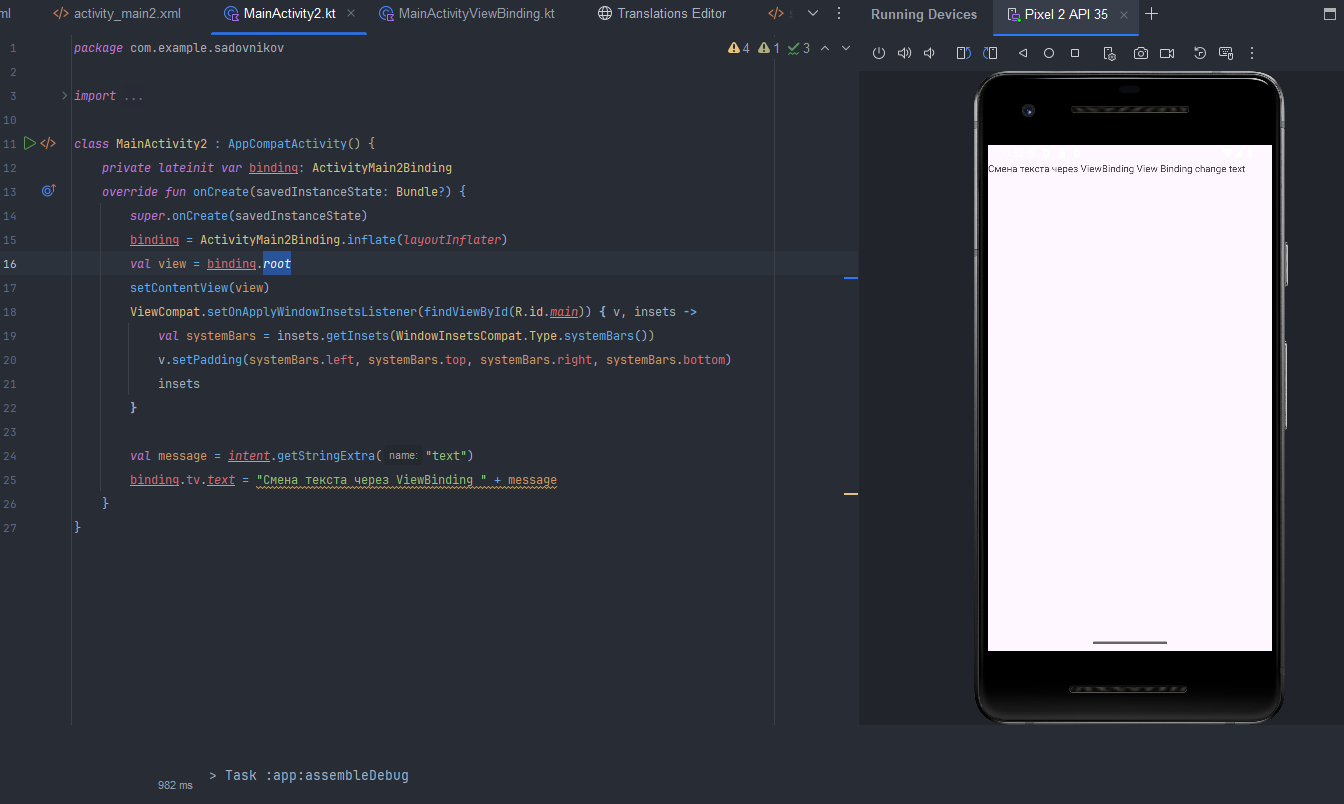 ml
activity_main2.xml
MainActivity2.kt
MainActivityViewBinding.kt
Translations Editor
Running Devices
Pixel 2 API 35
4 1 3
1 package com.example.sadovnikov
2
3 import ...
10
11 class MainActivity2 : AppCompatActivity() {
12 private lateinit var binding: ActivityMain2Binding
13 override fun onCreate(savedInstanceState: Bundle?) {
14 super.onCreate(savedInstanceState)
15 binding = ActivityMain2Binding.inflate(layoutInflater)
16 val view = binding.root
17 setContentView(view)
18 ViewCompat.setOnApplyWindowInsetsListener(findViewById(R.id.main)) { v, insets ->
19 val systemBars = insets.getInsets(WindowInsetsCompat.Type.systemBars())
20 v.setPadding(systemBars.left, systemBars.top, systemBars.right, systemBars.bottom)
21 insets
22 }
23
24 val message = intent.getStringExtra( name: "text")
25 binding.tv.text = "Смена текста через ViewBinding " + message
26 }
27 }
Смена текста через ViewBinding View Binding change text
> Task :app:assembleDebug
982 ms